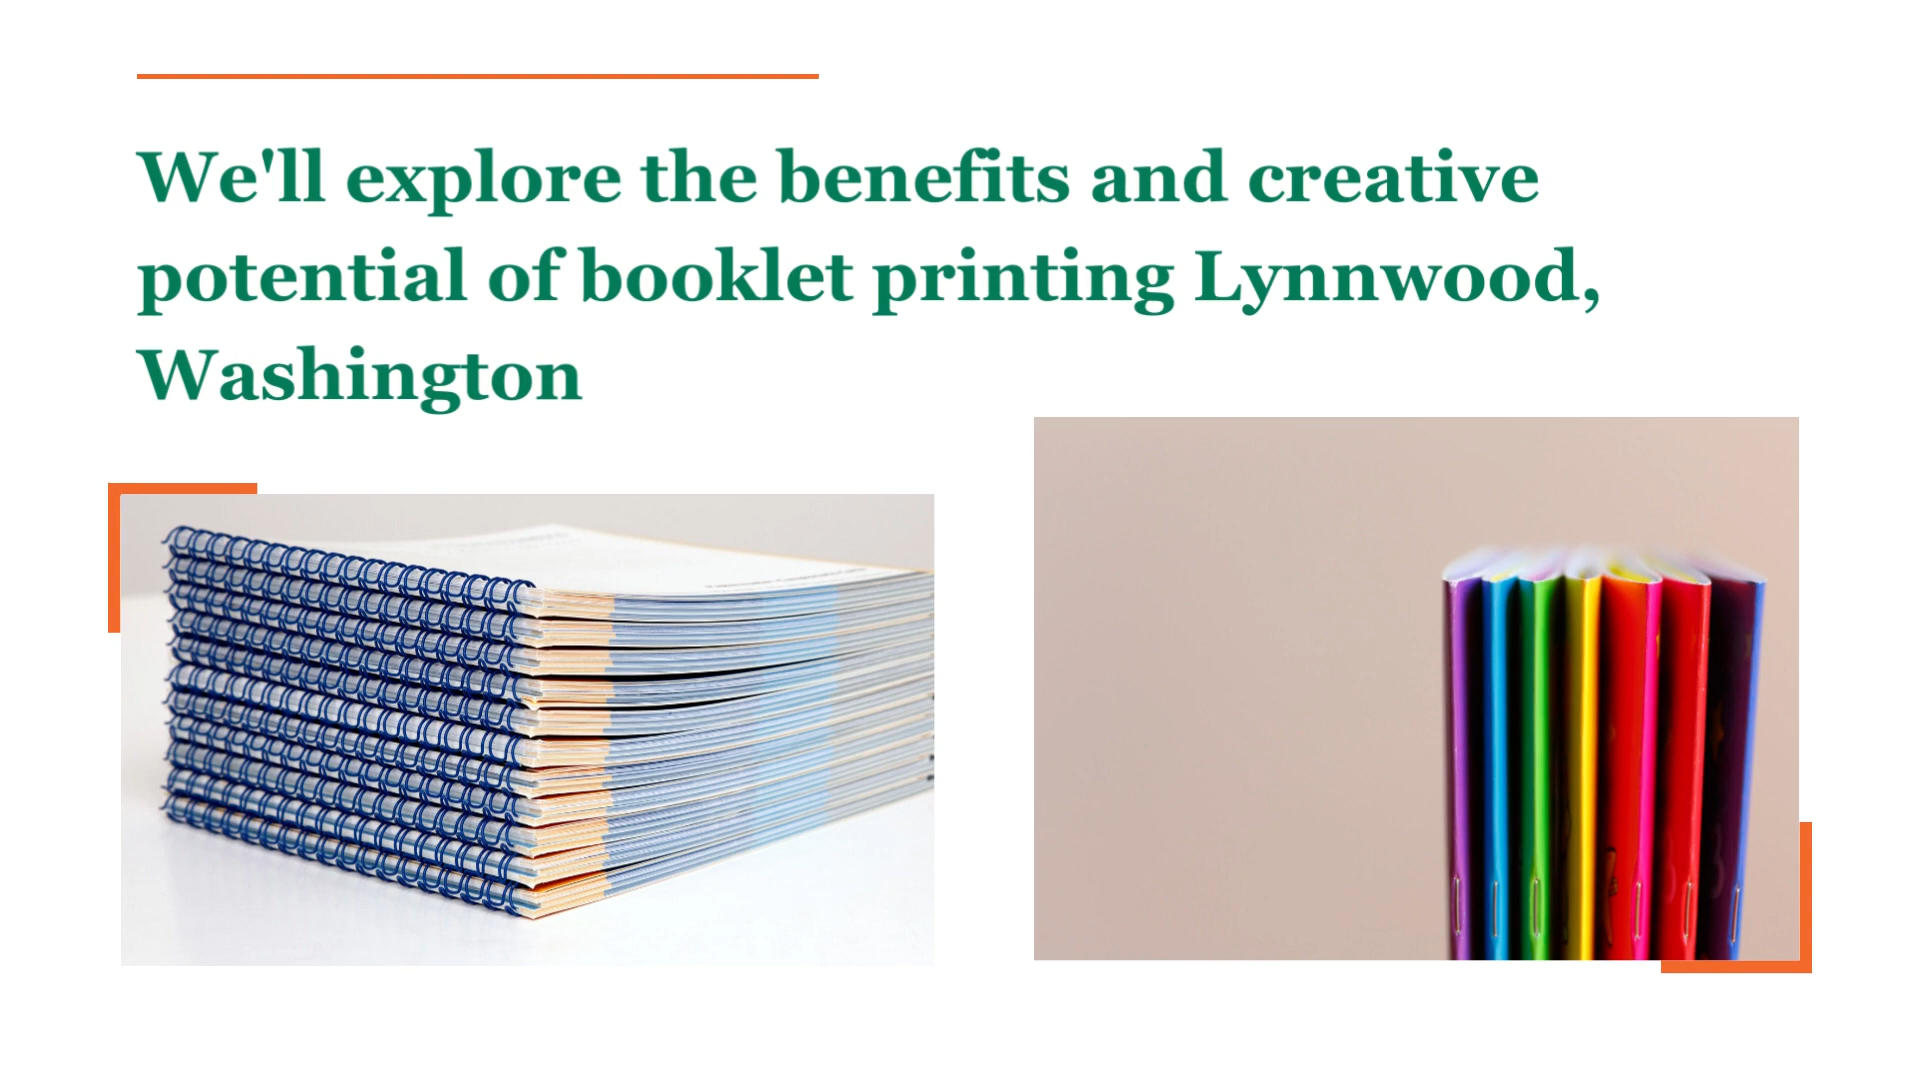 We'll explore the benefits and creative
potential of booklet printing Lynnwood,
Washington